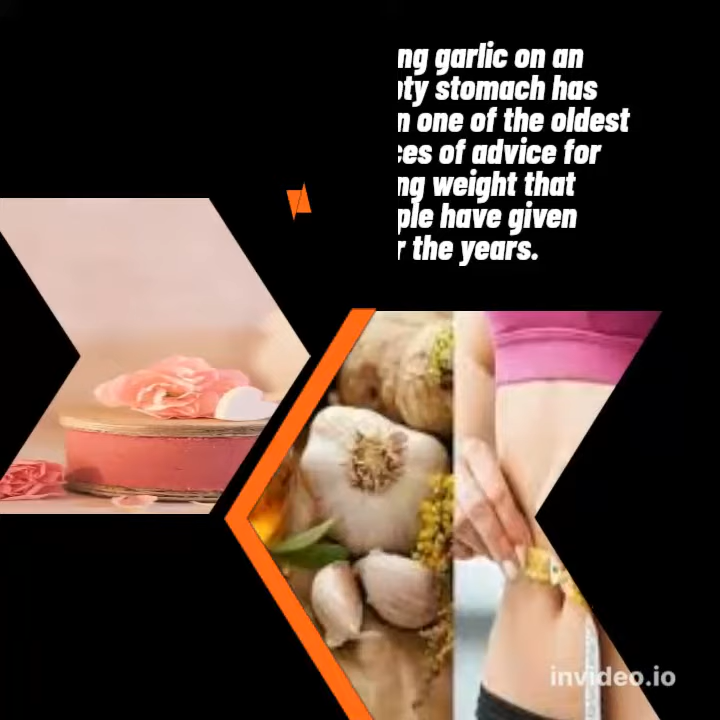 ng garlic on an
ty stomach has
n one of the oldest
ces of advice for
ng weight that
ple have given
r the years.
invideo.io